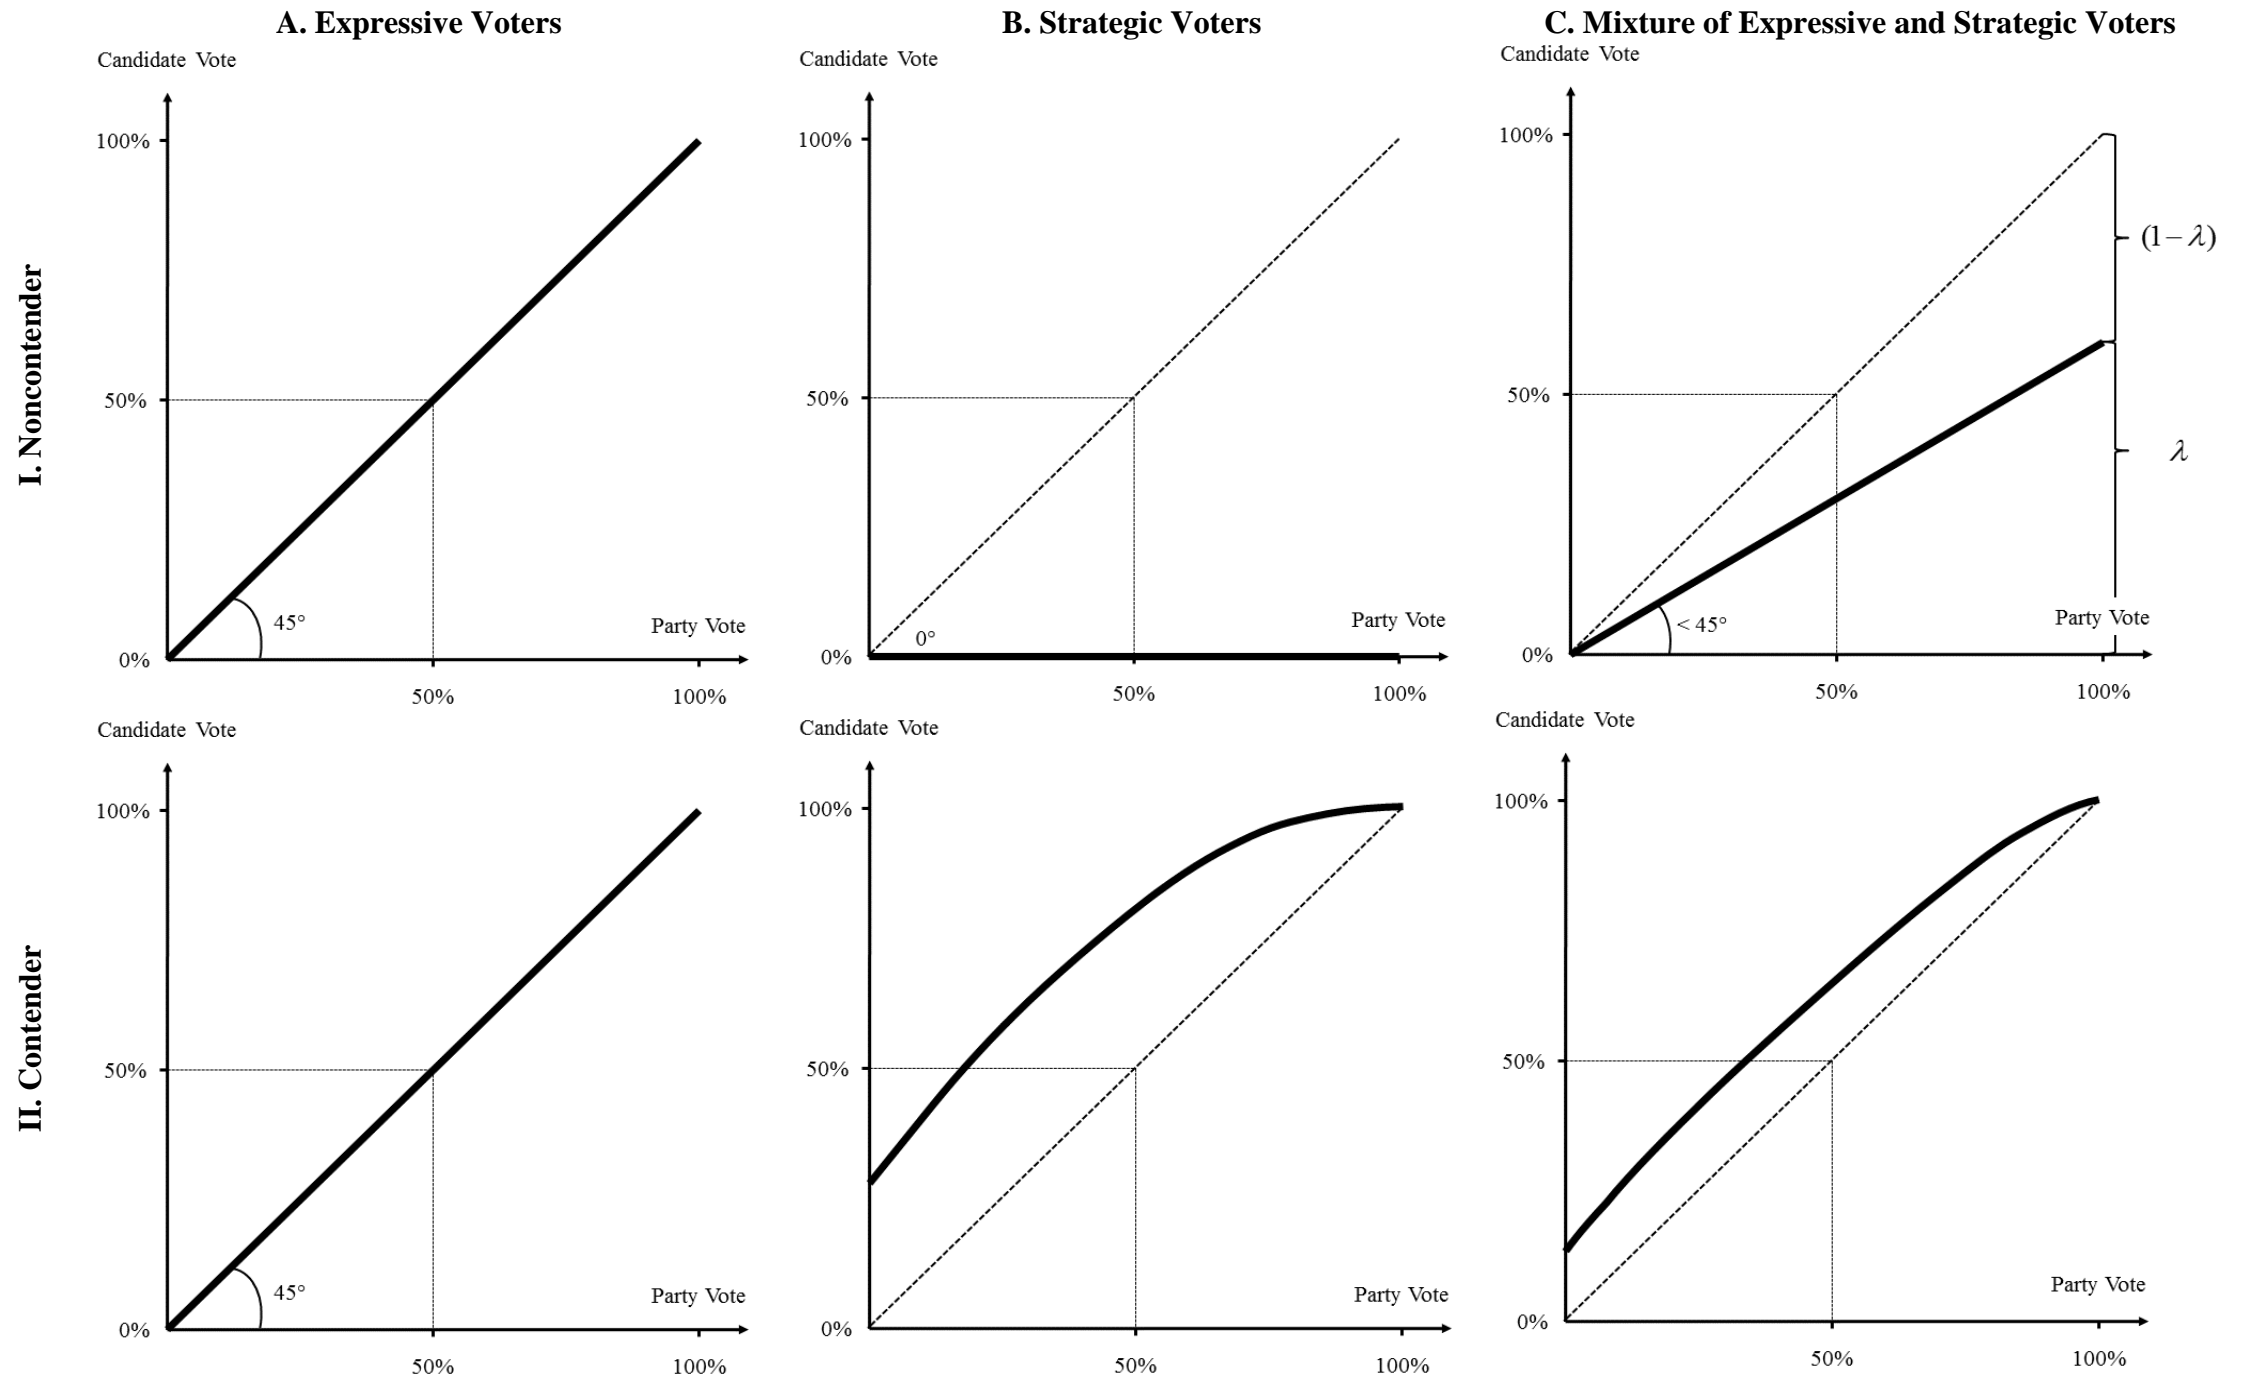 A. Expressive Voters
B. Strategic Voters
C. Mixture of Expressive and Strategic Voters
I. Noncontender
Candidate Vote
100%
50%
0%
45°
Party Vote
50%
100%
Candidate Vote
100%
50%
0%
0°
Party Vote
50%
100%
Candidate Vote
100%
50%
0%
< 45°
Party Vote
50%
100%
(1−λ)
λ
II. Contender
Candidate Vote
100%
50%
0%
45°
Party Vote
50%
100%
Candidate Vote
100%
50%
0%
Party Vote
50%
100%
Candidate Vote
100%
50%
0%
Party Vote
50%
100%